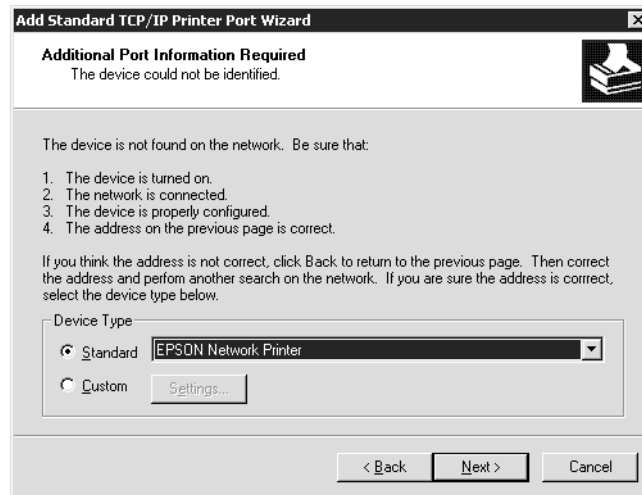 Add Standard TCP/IP Printer Port Wizard
Additional Port Information Required
The device could not be identified.
The device is not found on the network. Be sure that:
1. The device is turned on.
2. The network is connected.
3. The device is properly configured.
4. The address on the previous page is correct.
If you think the address is not correct, click Back to return to the previous page. Then correct
the address and perfom another search on the network. If you are sure the address is corrrect,
select the device type below.
Device Type
Standard EPSON Network Printer
Custom Settings...
< Back Next > Cancel